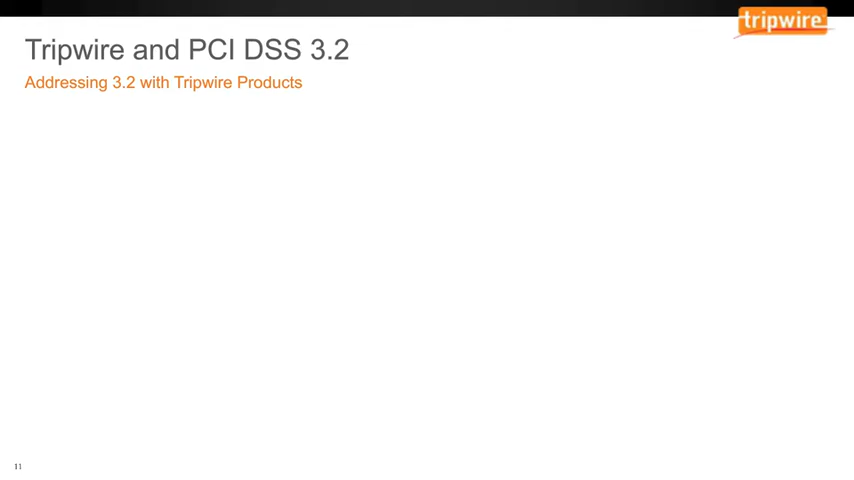 tripwire
Tripwire and PCI DSS 3.2
Addressing 3.2 with Tripwire Products
11